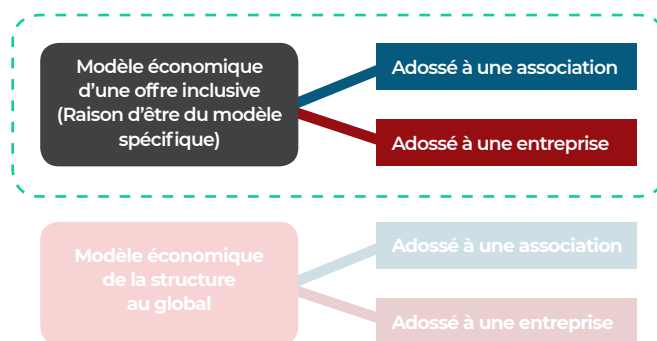 Modèle économique
d'une offre inclusive
(Raison d'être du modèle
spécifique)
Adossé à une association
Adossé à une entreprise
Modèle économique
de la structure
au global
Adossé à une association
Adossé à une entreprise